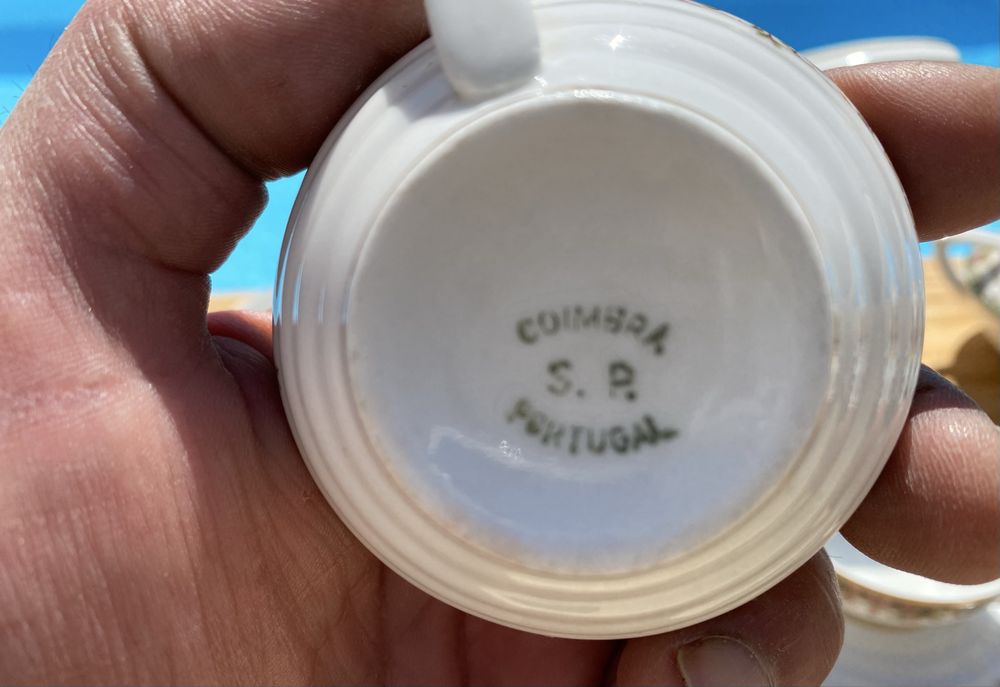 COIMBRA
S. P.
PORTUGAL